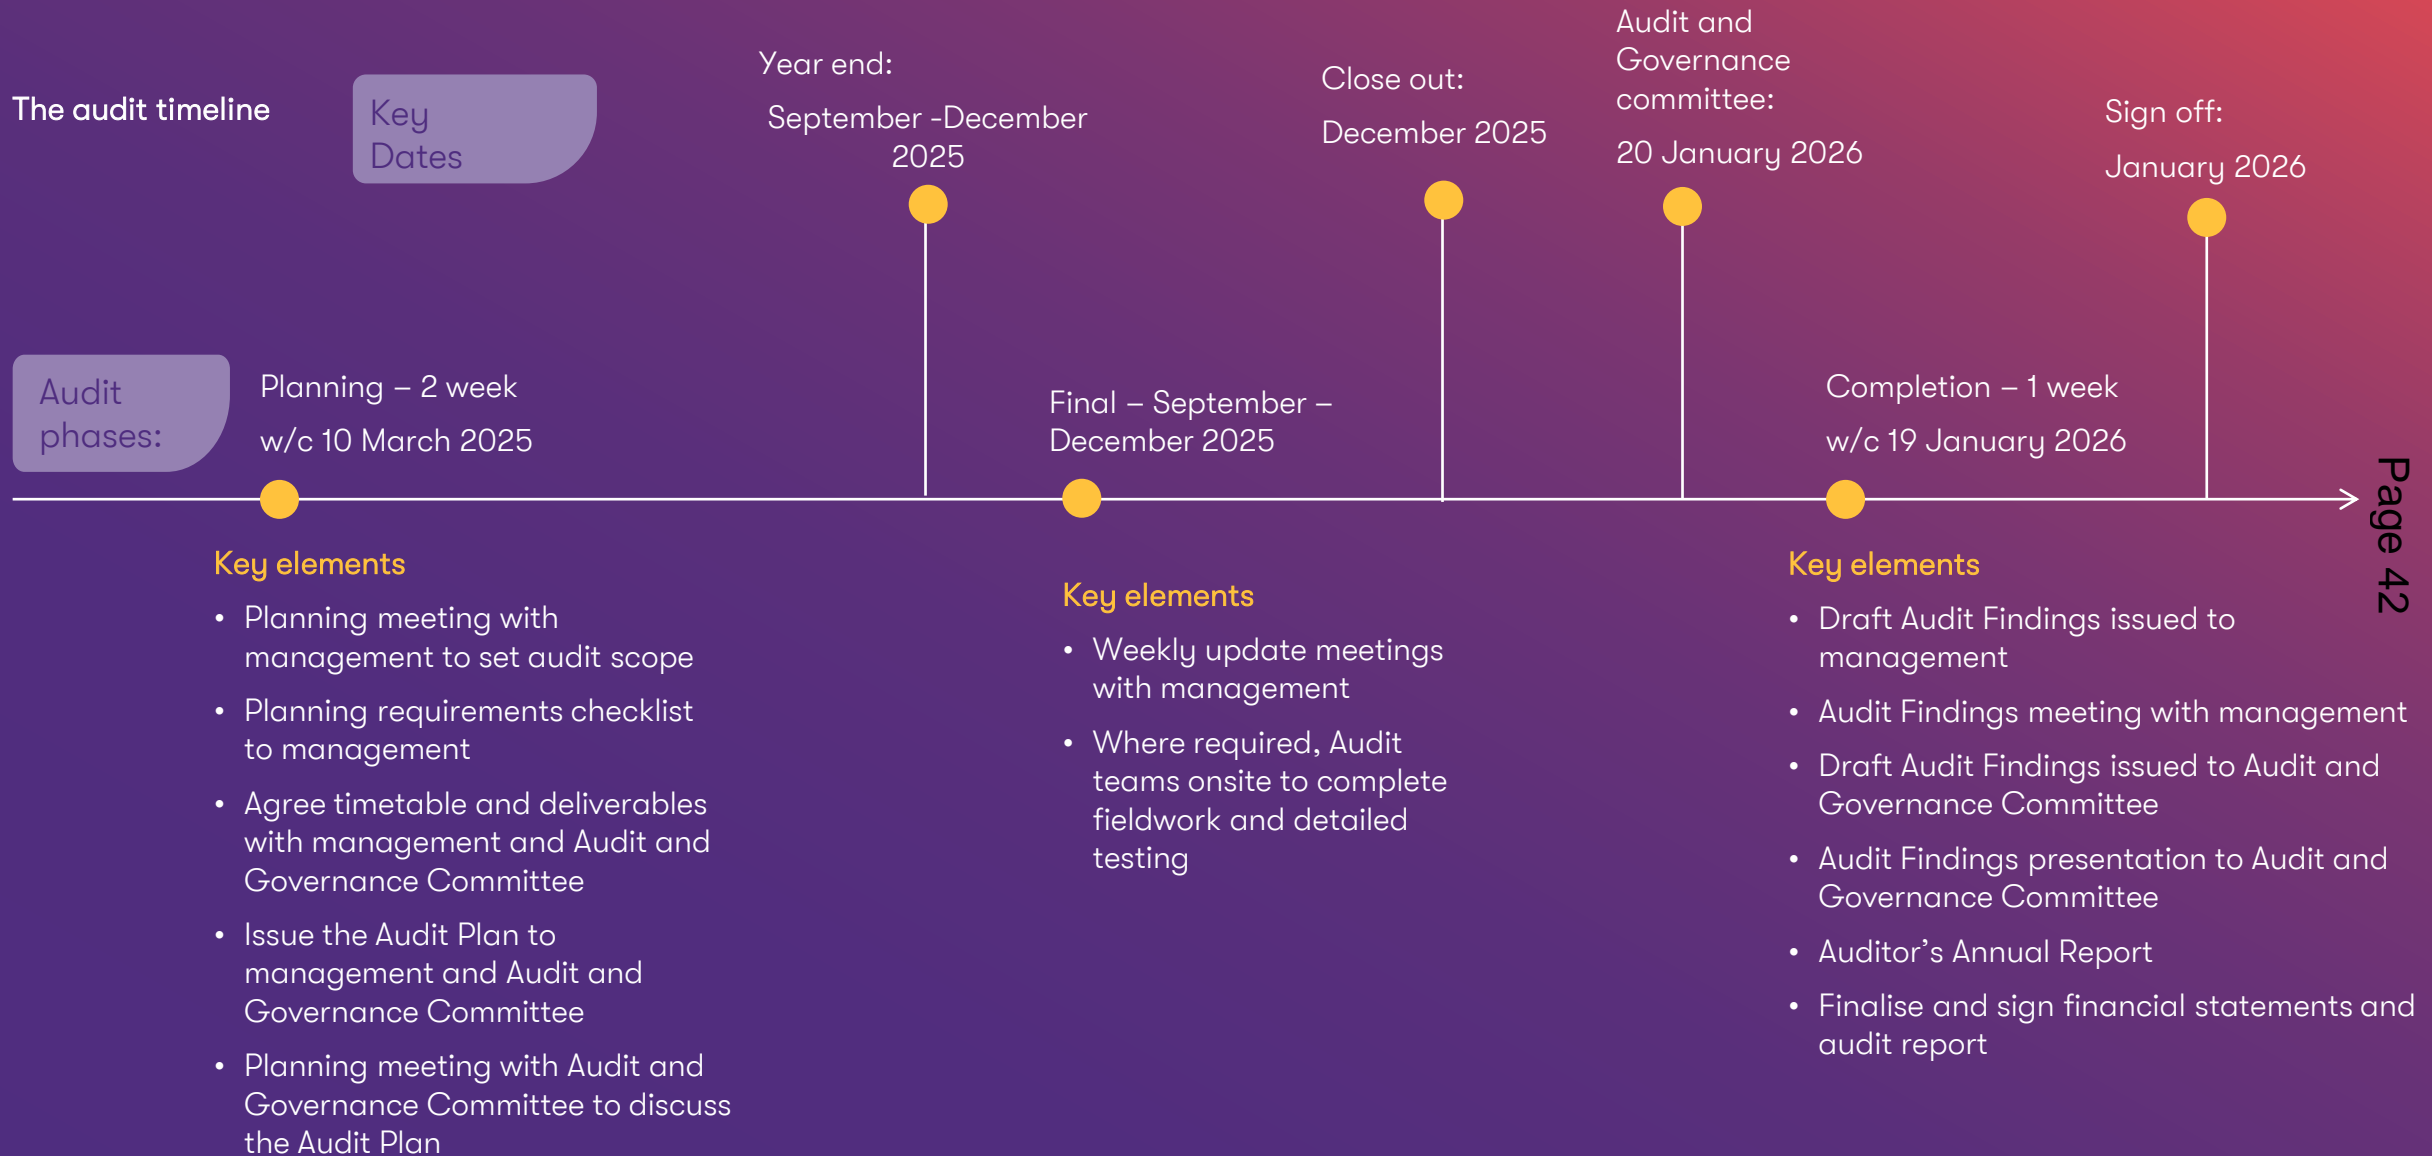 The audit timeline
Key
Dates
Year end:
September -December
2025
Close out:
December 2025
Audit and
Governance
committee:
20 January 2026
Sign off:
January 2026
Audit
phases:
Planning – 2 week
w/c 10 March 2025
Final – September –
December 2025
Completion – 1 week
w/c 19 January 2026
Key elements
• Planning meeting with
management to set audit scope
• Planning requirements checklist
to management
• Agree timetable and deliverables
with management and Audit and
Governance Committee
• Issue the Audit Plan to
management and Audit and
Governance Committee
• Planning meeting with Audit and
Governance Committee to discuss
the Audit Plan
Key elements
• Weekly update meetings
with management
• Where required, Audit
teams onsite to complete
fieldwork and detailed
testing
Key elements
• Draft Audit Findings issued to
management
• Audit Findings meeting with management
• Draft Audit Findings issued to Audit and
Governance Committee
• Audit Findings presentation to Audit and
Governance Committee
• Auditor’s Annual Report
• Finalise and sign financial statements and
audit report
Page 42